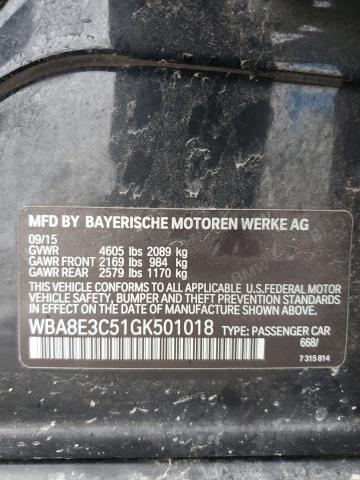 MFD BY BAYERISCHE MOTOREN WERKE AG
09/15
GVWR 4605 lbs 2089 kg
GAWR FRONT 2169 lbs 984 kg
GAWR REAR 2579 lbs 1170 kg
THIS VEHICLE CONFORMS TO ALL APPLICABLE U.S.FEDERAL MOTOR
VEHICLE SAFETY, BUMPER AND THEFT PREVENTION STANDARDS
IN EFFECT ON THE DATE OF MANUFACTURE SHOWN ABOVE.
WBA8E3C51GK501018 TYPE: PASSENGER CAR
668/
7 315 814
BMW